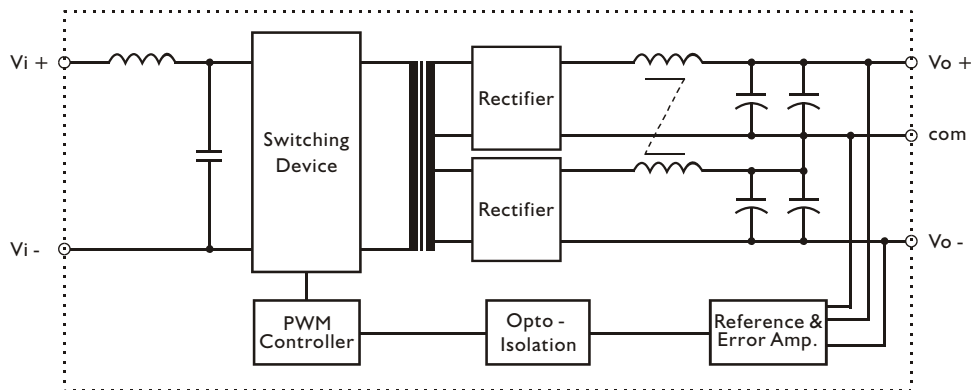 Vi +
Vo +
Rectifier
Switching
Device
com
Rectifier
Vi -
Vo -
PWM
Controller
Opto -
Isolation
Reference &
Error Amp.